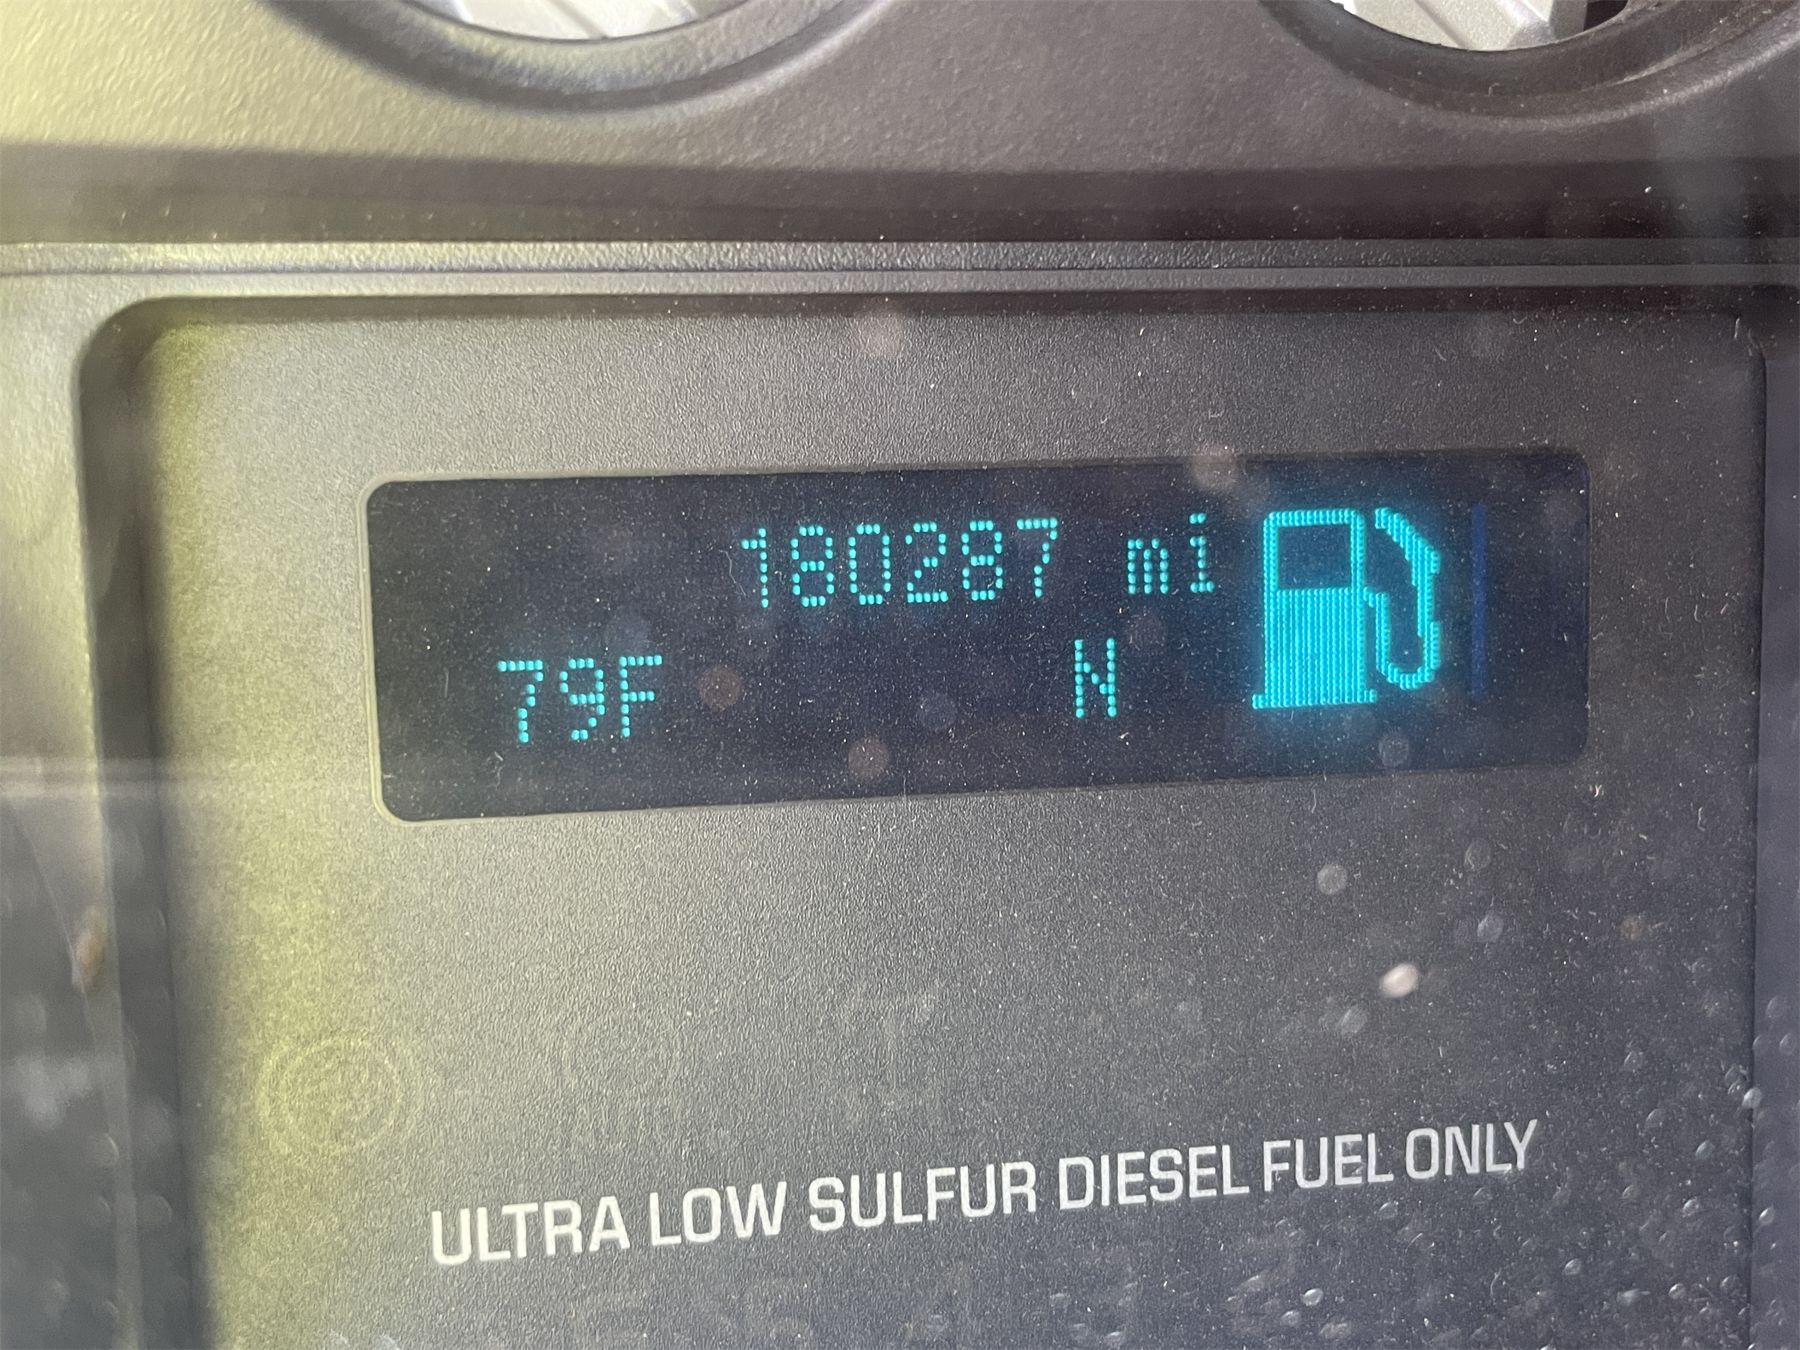 180287 mi
79F N
ULTRA LOW SULFUR DIESEL FUEL ONLY